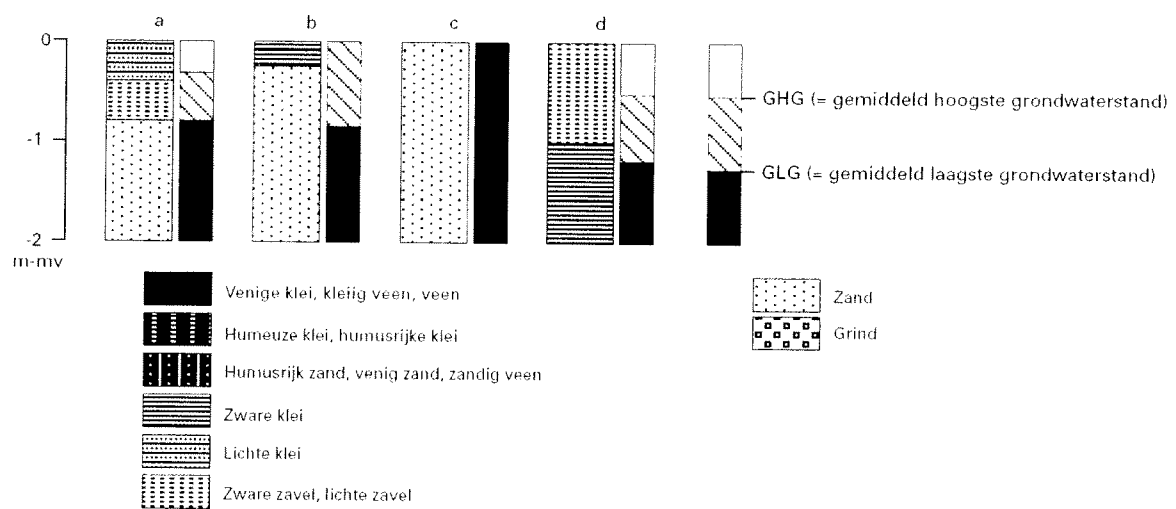 a b c d
0
GHG (= gemiddeld hoogste grondwaterstand)
-1
GLG (= gemiddeld laagste grondwaterstand)
-2
m-mv
Venige klei, kleiig veen, veen
Humeuze klei, humusrijke klei
Humusrijk zand, venig zand, zandig veen
Zware klei
Lichte klei
Zware zavel, lichte zavel
Zand
Grind